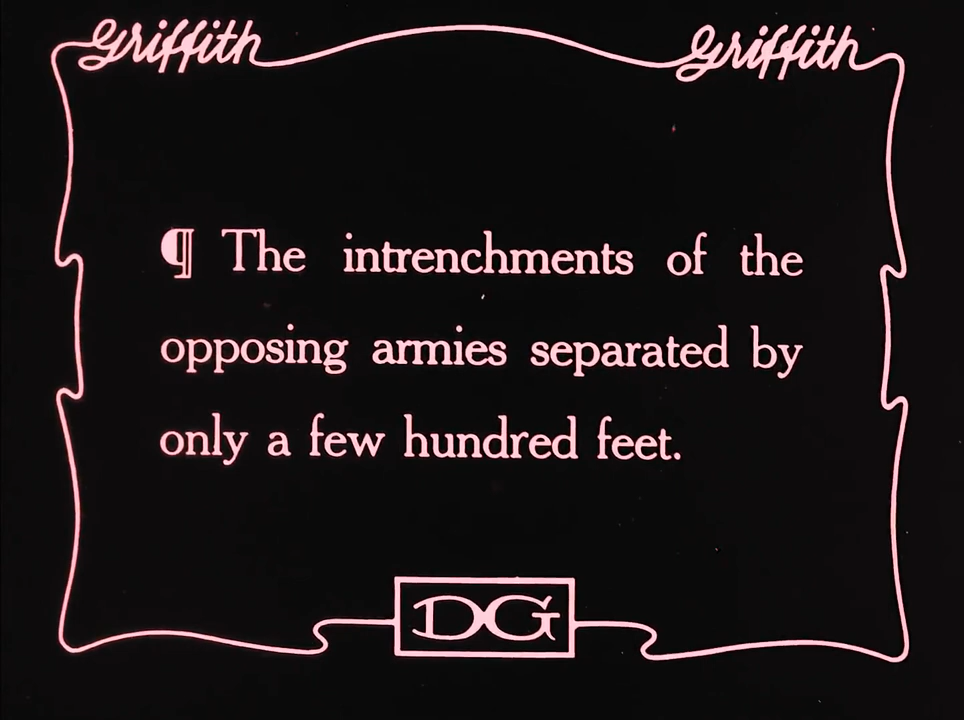 Griffith Griffith
¶ The intrenchments of the
opposing armies separated by
only a few hundred feet.
DG